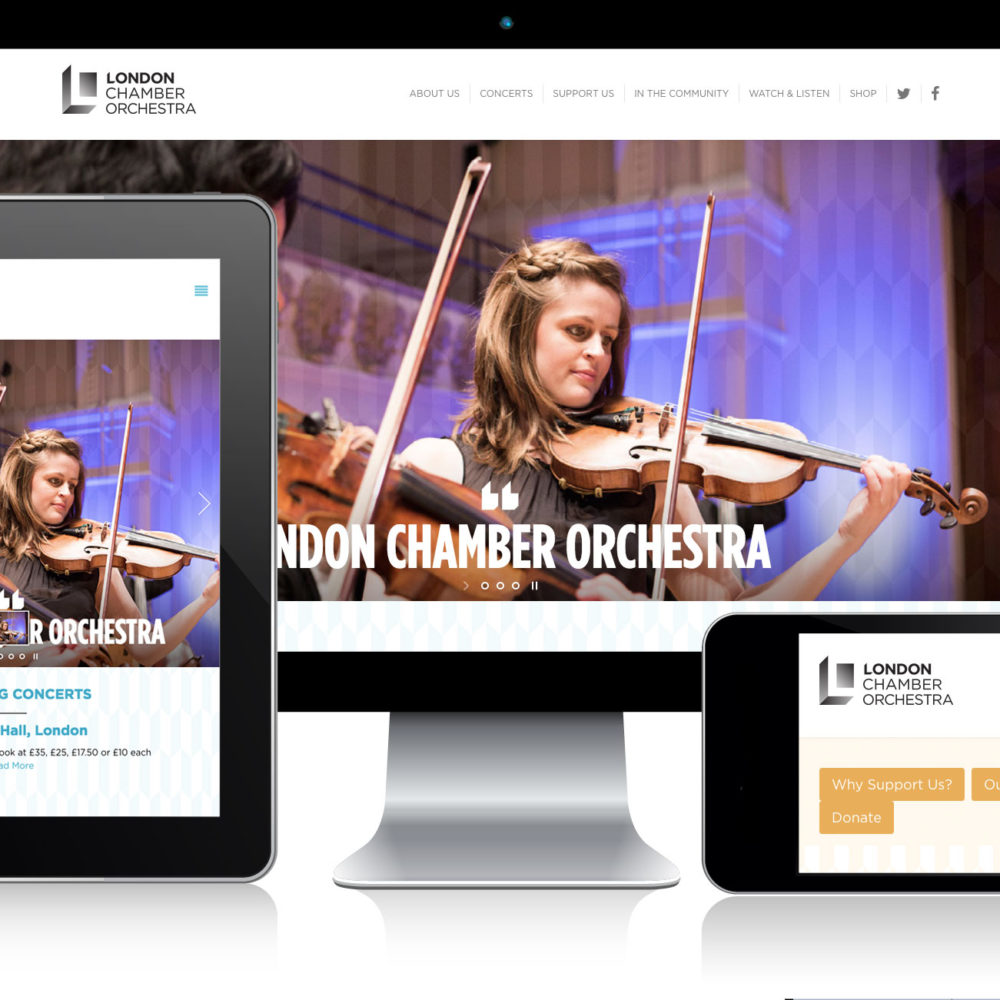 LONDON
CHAMBER
ORCHESTRA
ABOUT US
CONCERTS
SUPPORT US
IN THE COMMUNITY
WATCH & LISTEN
SHOP
NDON CHAMBER ORCHESTRA
R ORCHESTRA
G CONCERTS
Hall, London
ook at £35, £25, £17.50 or £10 each
ad More
LONDON
CHAMBER
ORCHESTRA
Why Support Us?
Ou
Donate